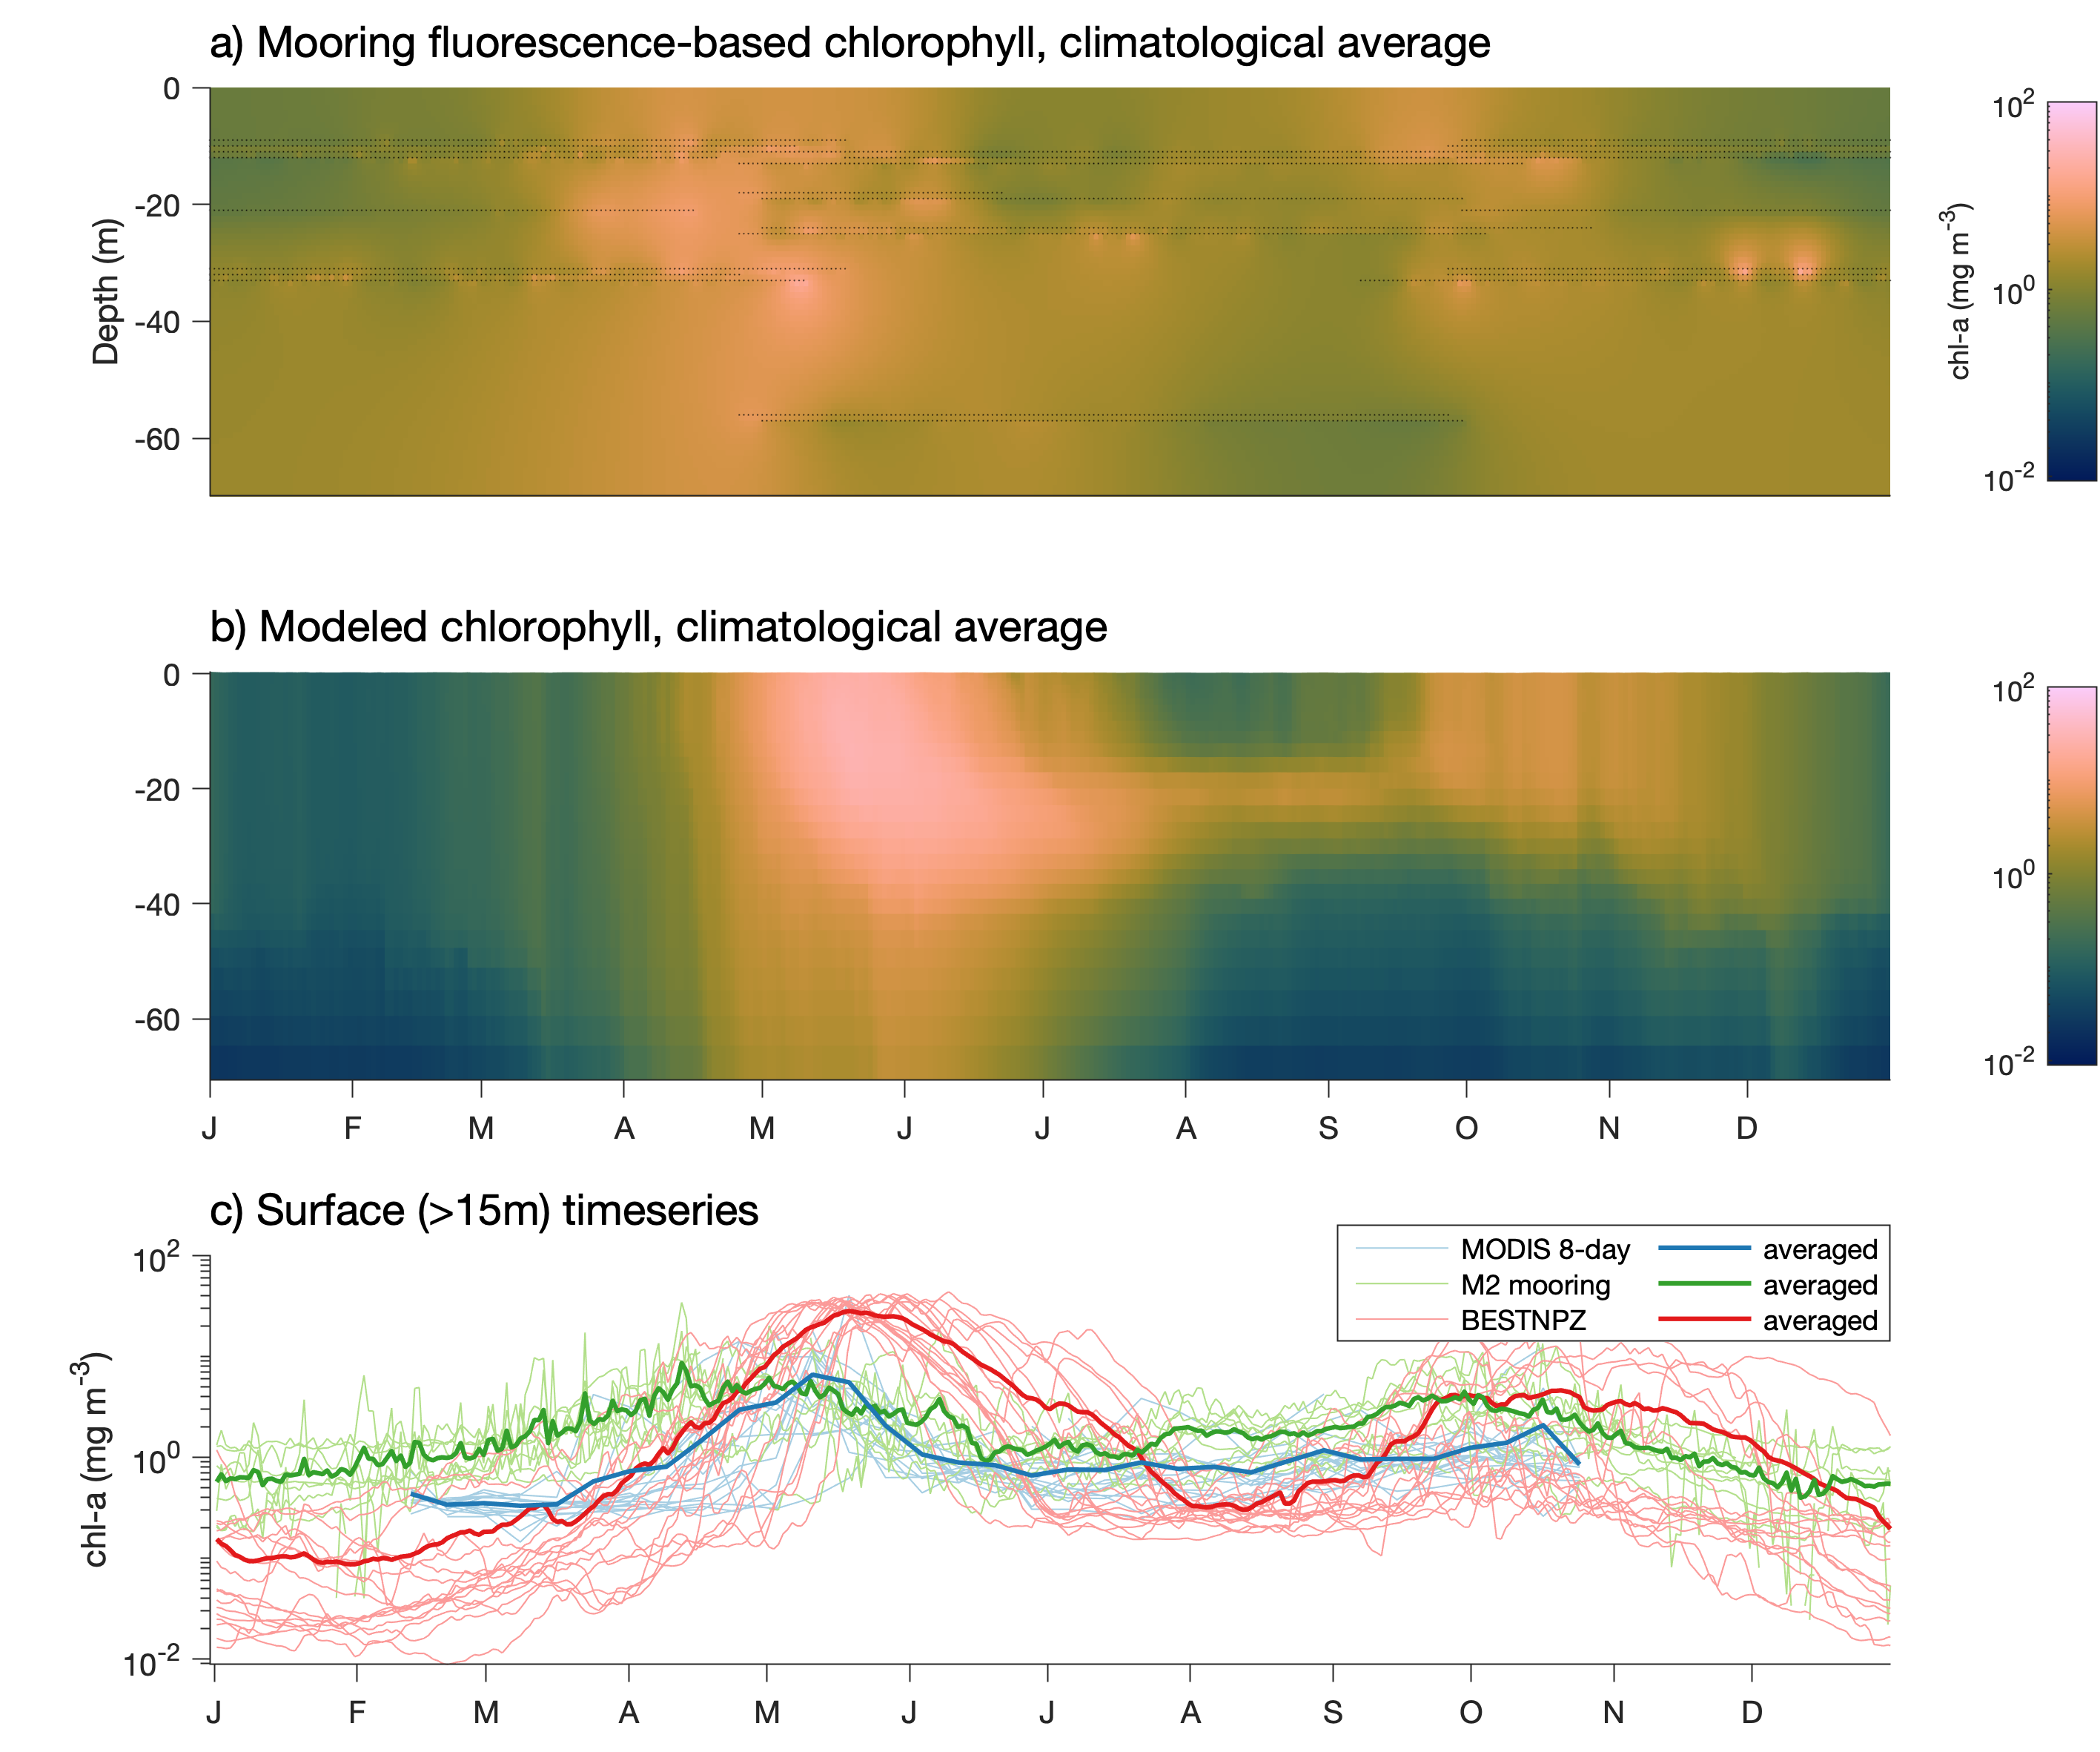 a) Mooring fluorescence-based chlorophyll, climatological average
0
-20
-40
-60
Depth (m)
10^2
10^0
10^-2
chl-a (mg m^-3)
b) Modeled chlorophyll, climatological average
0
-20
-40
-60
10^2
10^0
10^-2
J F M A M J J A S O N D
c) Surface (>15m) timeseries
MODIS 8-day averaged
M2 mooring averaged
BESTNPZ averaged
10^2
10^0
10^-2
chl-a (mg m^-3)
J F M A M J J A S O N D